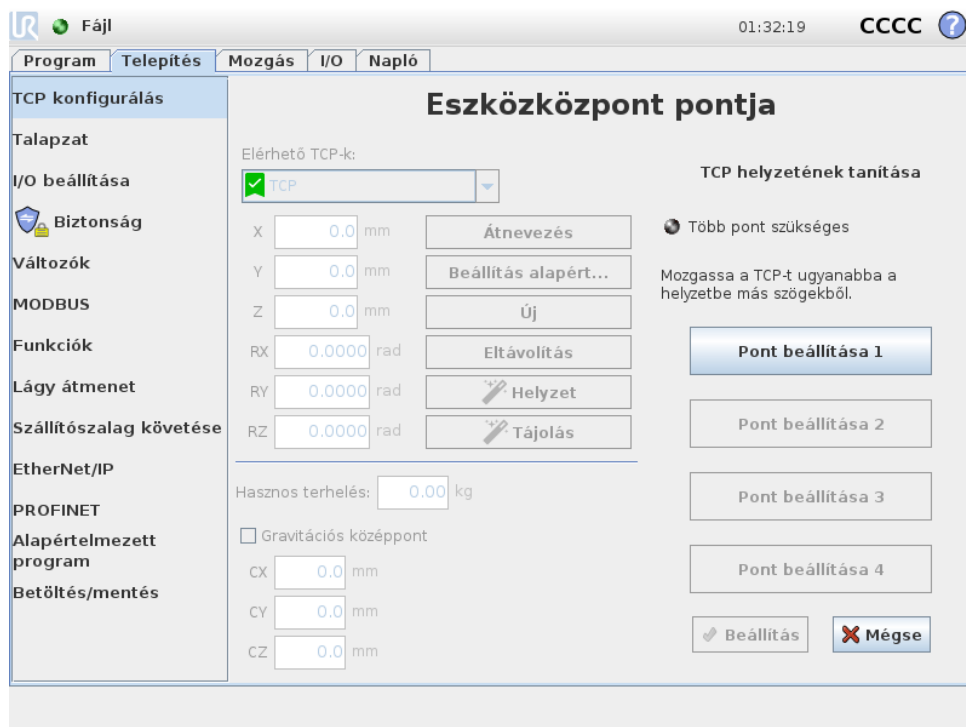 UR Fájl 01:32:19 CCCC ?
Program Telepítés Mozgás I/O Napló
TCP konfigurálás
Talapzat
I/O beállítása
Biztonság
Változók
MODBUS
Funkciók
Lágy átmenet
Szállítószalag követése
EtherNet/IP
PROFINET
Alapértelmezett
program
Betöltés/mentés
Eszközközpont pontja
Elérhető TCP-k:
TCP
X 0.0 mm Átnevezés
Y 0.0 mm Beállítás alapért...
Z 0.0 mm Új
RX 0.0000 rad Eltávolítás
RY 0.0000 rad Helyzet
RZ 0.0000 rad Tájolás
Hasznos terhelés: 0.00 kg
Gravitációs középpont
CX 0.0 mm
CY 0.0 mm
CZ 0.0 mm
TCP helyzetének tanítása
Több pont szükséges
Mozgassa a TCP-t ugyanabba a
helyzetbe más szögekből.
Pont beállítása 1
Pont beállítása 2
Pont beállítása 3
Pont beállítása 4
Beállítás Mégse